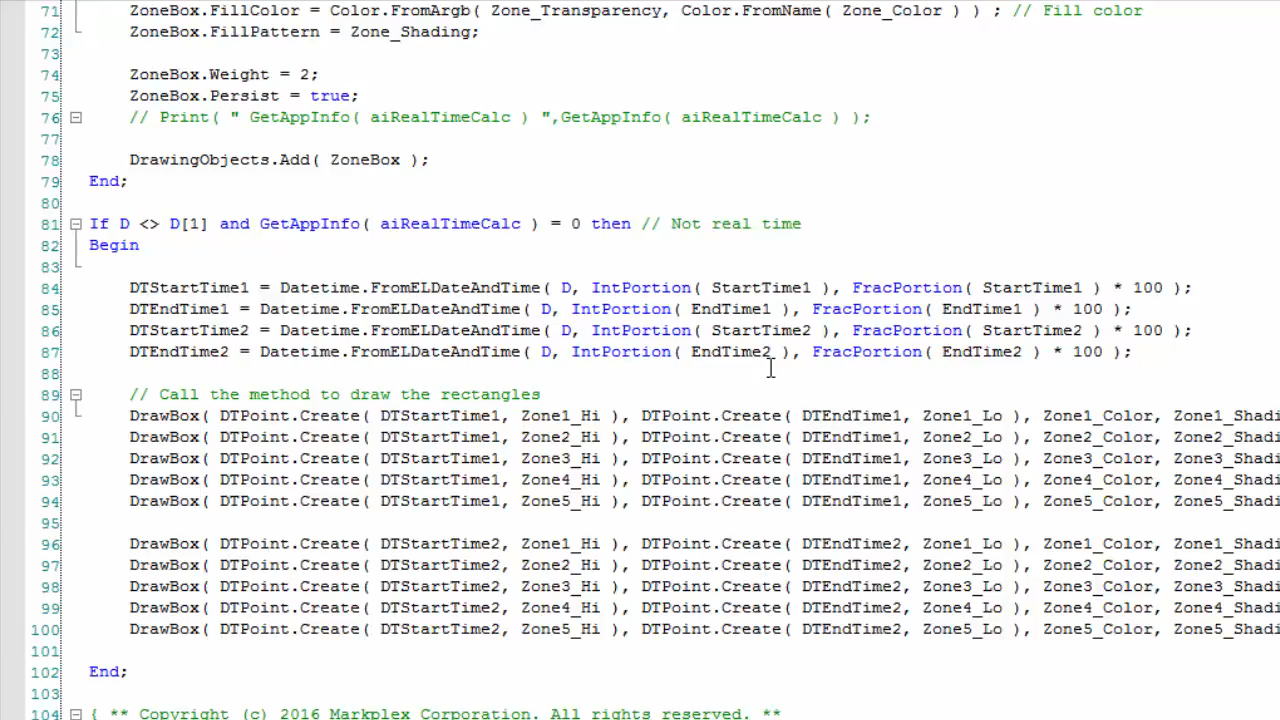 71 ZoneBox.FillColor = Color.FromArgb( Zone_Transparency, Color.FromName( Zone_Color ) ) ; // Fill color
72 ZoneBox.FillPattern = Zone_Shading;
73
74 ZoneBox.Weight = 2;
75 ZoneBox.Persist = true;
76 // Print( " GetAppInfo( aiRealTimeCalc ) ",GetAppInfo( aiRealTimeCalc ) );
77
78 DrawingObjects.Add( ZoneBox );
79 End;
80
81 If D <> D[1] and GetAppInfo( aiRealTimeCalc ) = 0 then // Not real time
82 Begin
83
84 DTStartTime1 = Datetime.FromELDateAndTime( D, IntPortion( StartTime1 ), FracPortion( StartTime1 ) * 100 );
85 DTEndTime1 = Datetime.FromELDateAndTime( D, IntPortion( EndTime1 ), FracPortion( EndTime1 ) * 100 );
86 DTStartTime2 = Datetime.FromELDateAndTime( D, IntPortion( StartTime2 ), FracPortion( StartTime2 ) * 100 );
87 DTEndTime2 = Datetime.FromELDateAndTime( D, IntPortion( EndTime2 ), FracPortion( EndTime2 ) * 100 );
88
89 // Call the method to draw the rectangles
90 DrawBox( DTPoint.Create( DTStartTime1, Zone1_Hi ), DTPoint.Create( DTEndTime1, Zone1_Lo ), Zone1_Color, Zone1_Shadi
91 DrawBox( DTPoint.Create( DTStartTime1, Zone2_Hi ), DTPoint.Create( DTEndTime1, Zone2_Lo ), Zone2_Color, Zone2_Shadi
92 DrawBox( DTPoint.Create( DTStartTime1, Zone3_Hi ), DTPoint.Create( DTEndTime1, Zone3_Lo ), Zone3_Color, Zone3_Shadi
93 DrawBox( DTPoint.Create( DTStartTime1, Zone4_Hi ), DTPoint.Create( DTEndTime1, Zone4_Lo ), Zone4_Color, Zone4_Shadi
94 DrawBox( DTPoint.Create( DTStartTime1, Zone5_Hi ), DTPoint.Create( DTEndTime1, Zone5_Lo ), Zone5_Color, Zone5_Shadi
95
96 DrawBox( DTPoint.Create( DTStartTime2, Zone1_Hi ), DTPoint.Create( DTEndTime2, Zone1_Lo ), Zone1_Color, Zone1_Shadi
97 DrawBox( DTPoint.Create( DTStartTime2, Zone2_Hi ), DTPoint.Create( DTEndTime2, Zone2_Lo ), Zone2_Color, Zone2_Shadi
98 DrawBox( DTPoint.Create( DTStartTime2, Zone3_Hi ), DTPoint.Create( DTEndTime2, Zone3_Lo ), Zone3_Color, Zone3_Shadi
99 DrawBox( DTPoint.Create( DTStartTime2, Zone4_Hi ), DTPoint.Create( DTEndTime2, Zone4_Lo ), Zone4_Color, Zone4_Shadi
100 DrawBox( DTPoint.Create( DTStartTime2, Zone5_Hi ), DTPoint.Create( DTEndTime2, Zone5_Lo ), Zone5_Color, Zone5_Shadi
101
102 End;
103
104 { ** Copyright (c) 2016 Markplex Corporation. All rights reserved. **